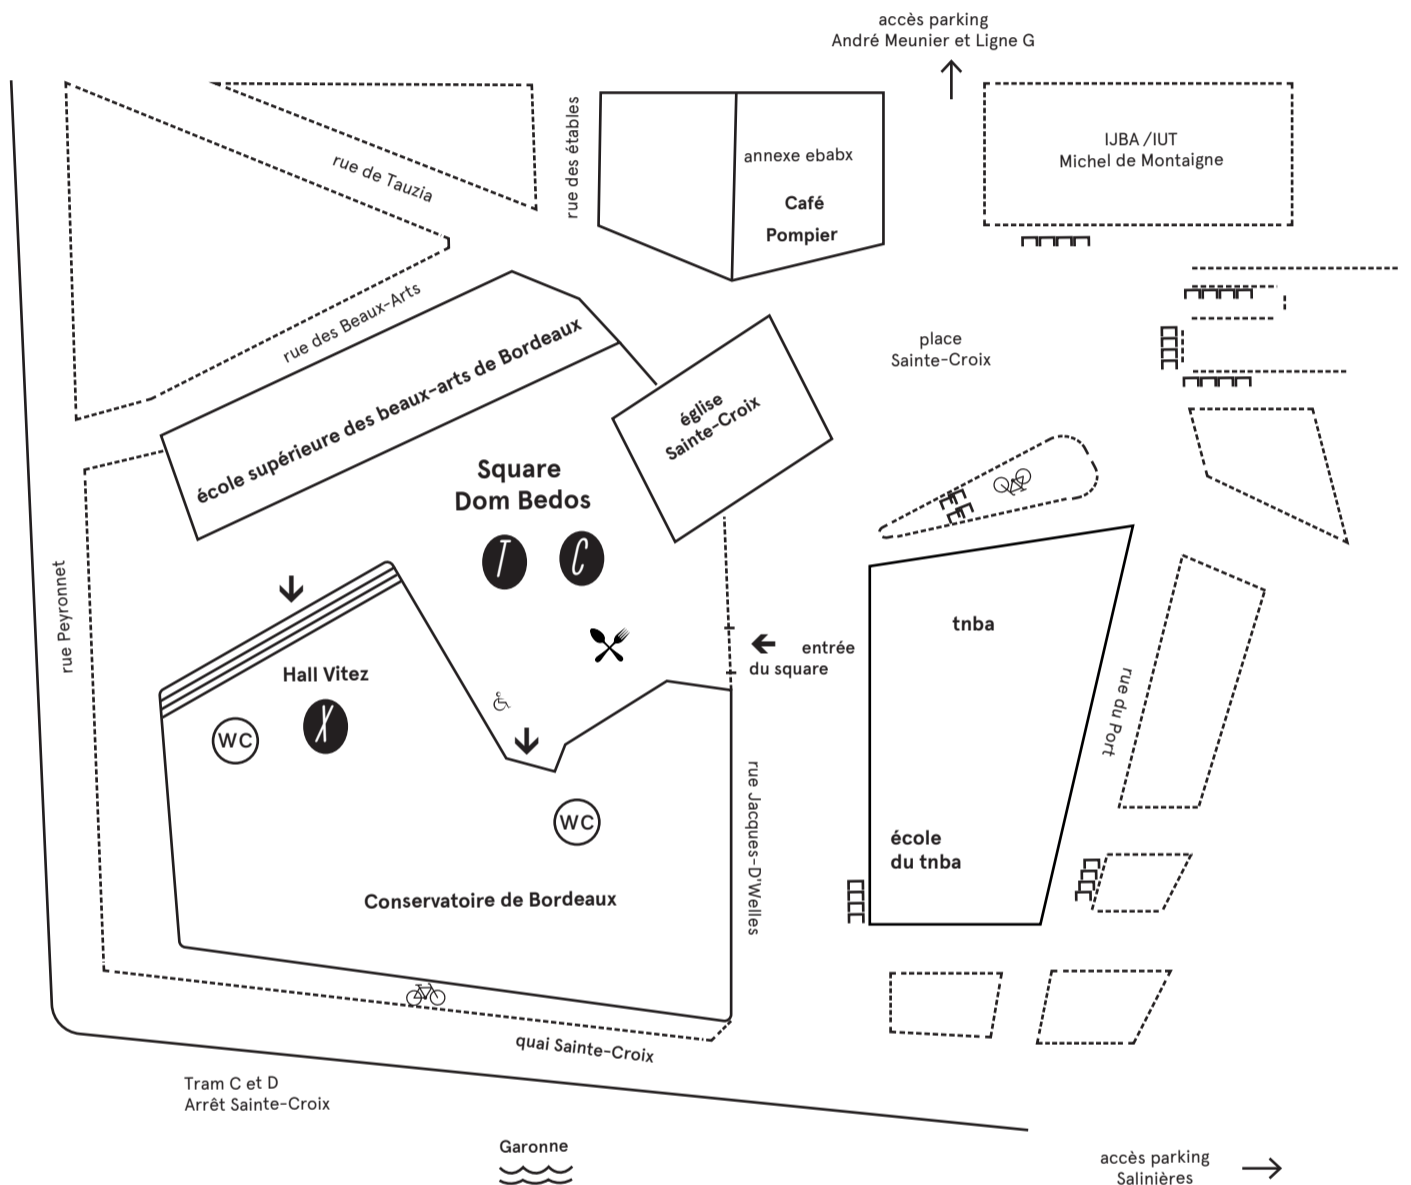 accès parking
André Meunier et Ligne G
rue de Tauzia
rue des étables
annexe ebabx
Café
Pompier
IJBA /IUT
Michel de Montaigne
rue des Beaux-Arts
école supérieure des beaux-arts de Bordeaux
place
Sainte-Croix
église
Sainte-Croix
Square
Dom Bedos
T
C
rue Peyronnet
entrée
du square
tnba
Hall Vitez
WC
X
rue du Port
WC
rue Jacques-D'Welles
école
du tnba
Conservatoire de Bordeaux
quai Sainte-Croix
Tram C et D
Arrêt Sainte-Croix
Garonne
accès parking
Salinières